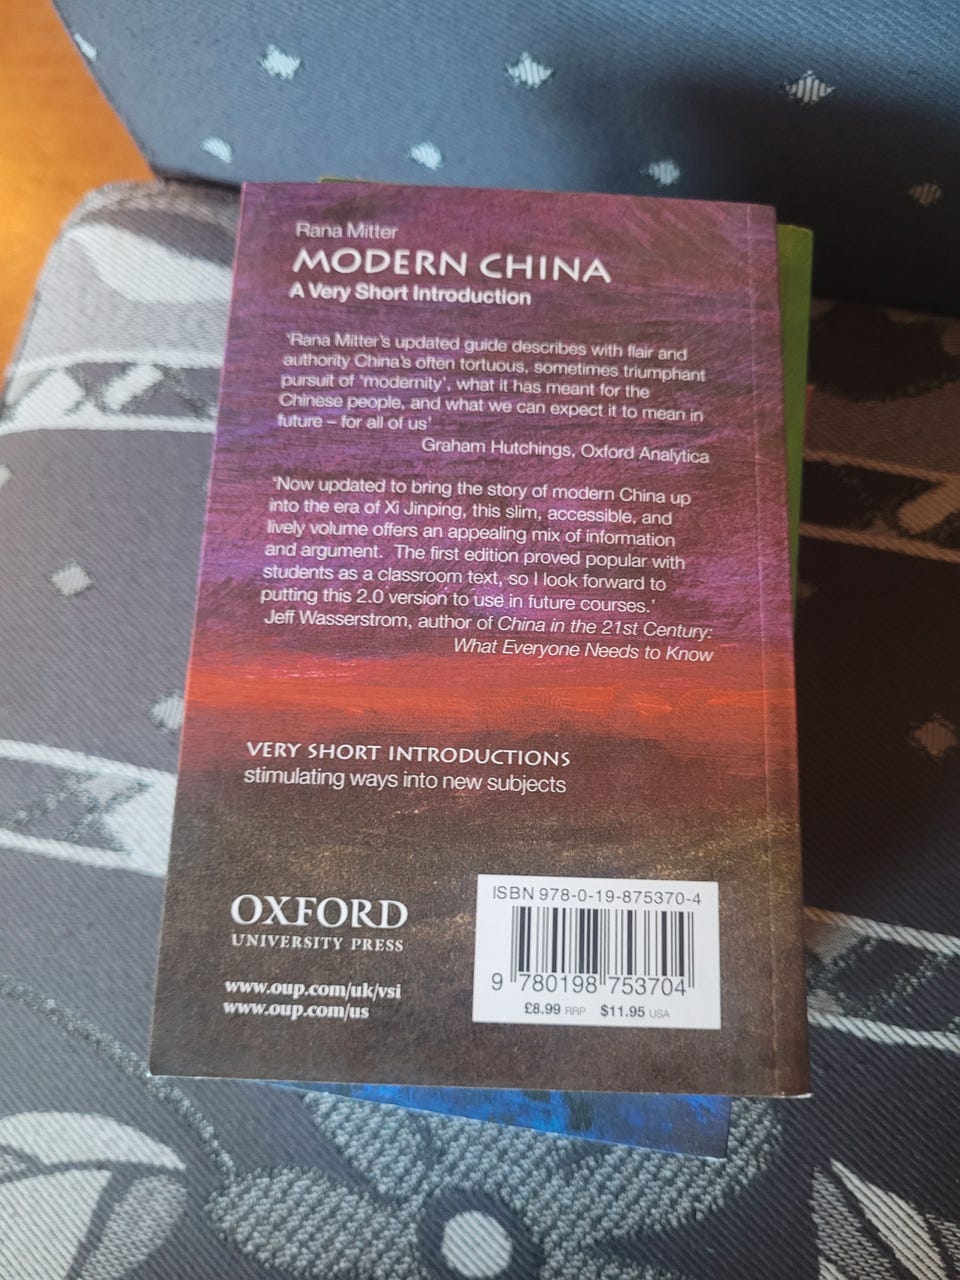 Rana Mitter
MODERN CHINA
A Very Short Introduction
‘Rana Mitter’s updated guide describes with flair and
authority China’s often tortuous, sometimes triumphant
pursuit of ‘modernity’, what it has meant for the
Chinese people, and what we can expect it to mean in
future – for all of us’
Graham Hutchings, Oxford Analytica
‘Now updated to bring the story of modern China up
into the era of Xi Jinping, this slim, accessible, and
lively volume offers an appealing mix of information
and argument. The first edition proved popular with
students as a classroom text, so I look forward to
putting this 2.0 version to use in future courses.’
Jeff Wasserstrom, author of China in the 21st Century:
What Everyone Needs to Know
VERY SHORT INTRODUCTIONS
stimulating ways into new subjects
OXFORD
UNIVERSITY PRESS
www.oup.com/uk/vsi
www.oup.com/us
ISBN 978-0-19-875370-4
9 780198 753704
£8.99 RRP $11.95 USA